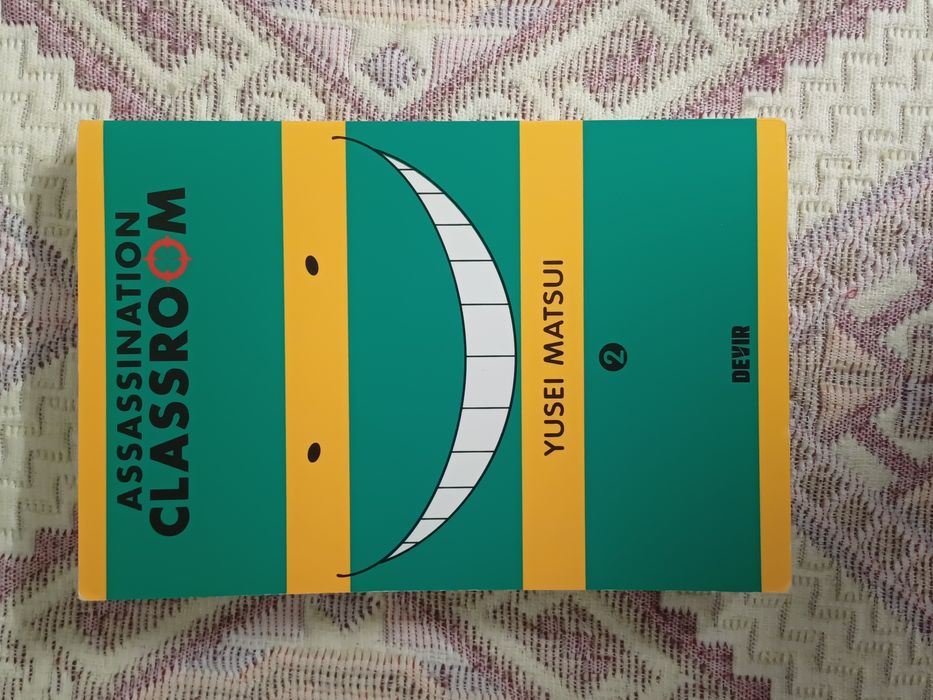 ASSASSINATION
CLASSROOM
YUSEI MATSUI
2
DEVIR